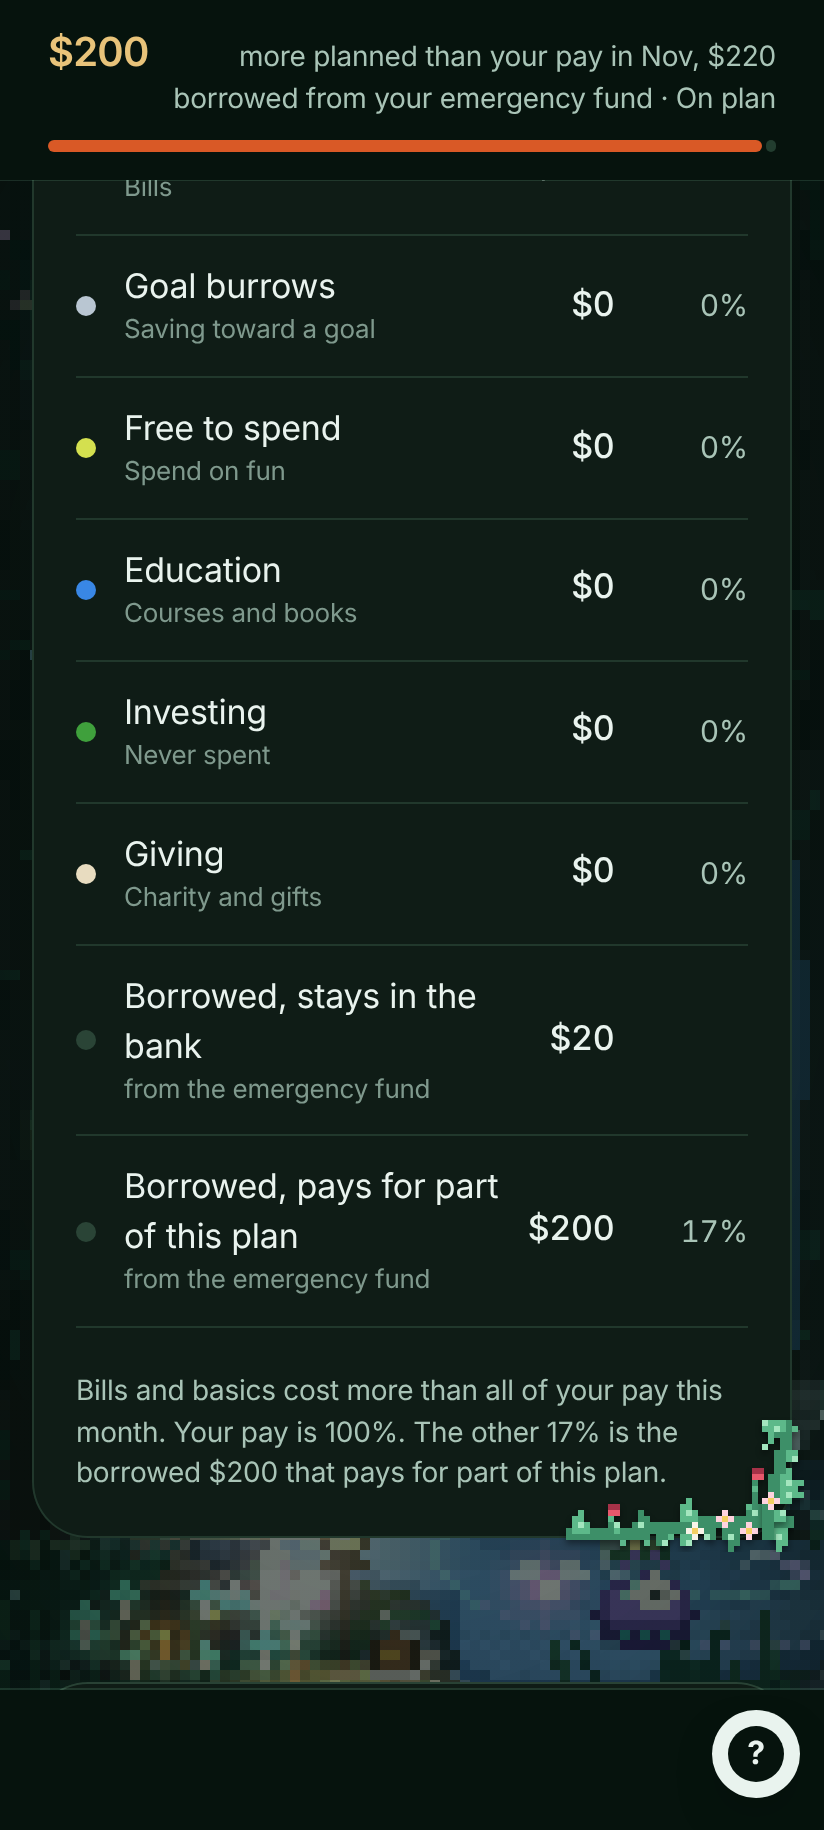 $200
more planned than your pay in Nov, $220
borrowed from your emergency fund · On plan
Bills
Goal burrows
Saving toward a goal
$0
0%
Free to spend
Spend on fun
$0
0%
Education
Courses and books
$0
0%
Investing
Never spent
$0
0%
Giving
Charity and gifts
$0
0%
Borrowed, stays in the
bank
from the emergency fund
$20
Borrowed, pays for part
of this plan
from the emergency fund
$200
17%
Bills and basics cost more than all of your pay this
month. Your pay is 100%. The other 17% is the
borrowed $200 that pays for part of this plan.
?